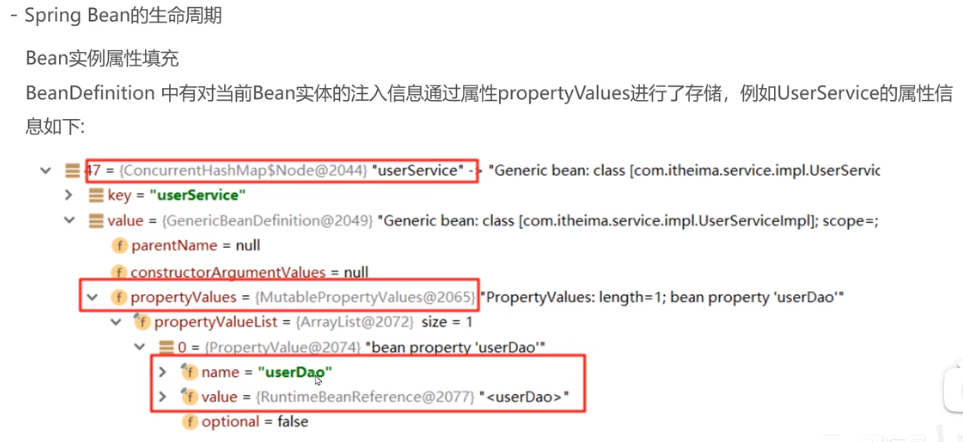 - Spring Bean的生命周期
Bean实例属性填充
BeanDefinition 中有对当前Bean实体的注入信息通过属性propertyValues进行了存储，例如UserService的属性信
息如下:
47 = {ConcurrentHashMap$Node@2044} "userService" -> "Generic bean: class [com.itheima.service.impl.UserServic
key = "userService"
value = {GenericBeanDefinition@2049} "Generic bean: class [com.itheima.service.impl.UserServiceImpl]; scope=;
f parentName = null
f constructorArgumentValues = null
f propertyValues = {MutablePropertyValues@2065} "PropertyValues: length=1; bean property 'userDao'"
f propertyValueList = {ArrayList@2072} size = 1
0 = {PropertyValue@2074} "bean property 'userDao'"
f name = "userDao"
f value = {RuntimeBeanReference@2077} "<userDao>"
f optional = false